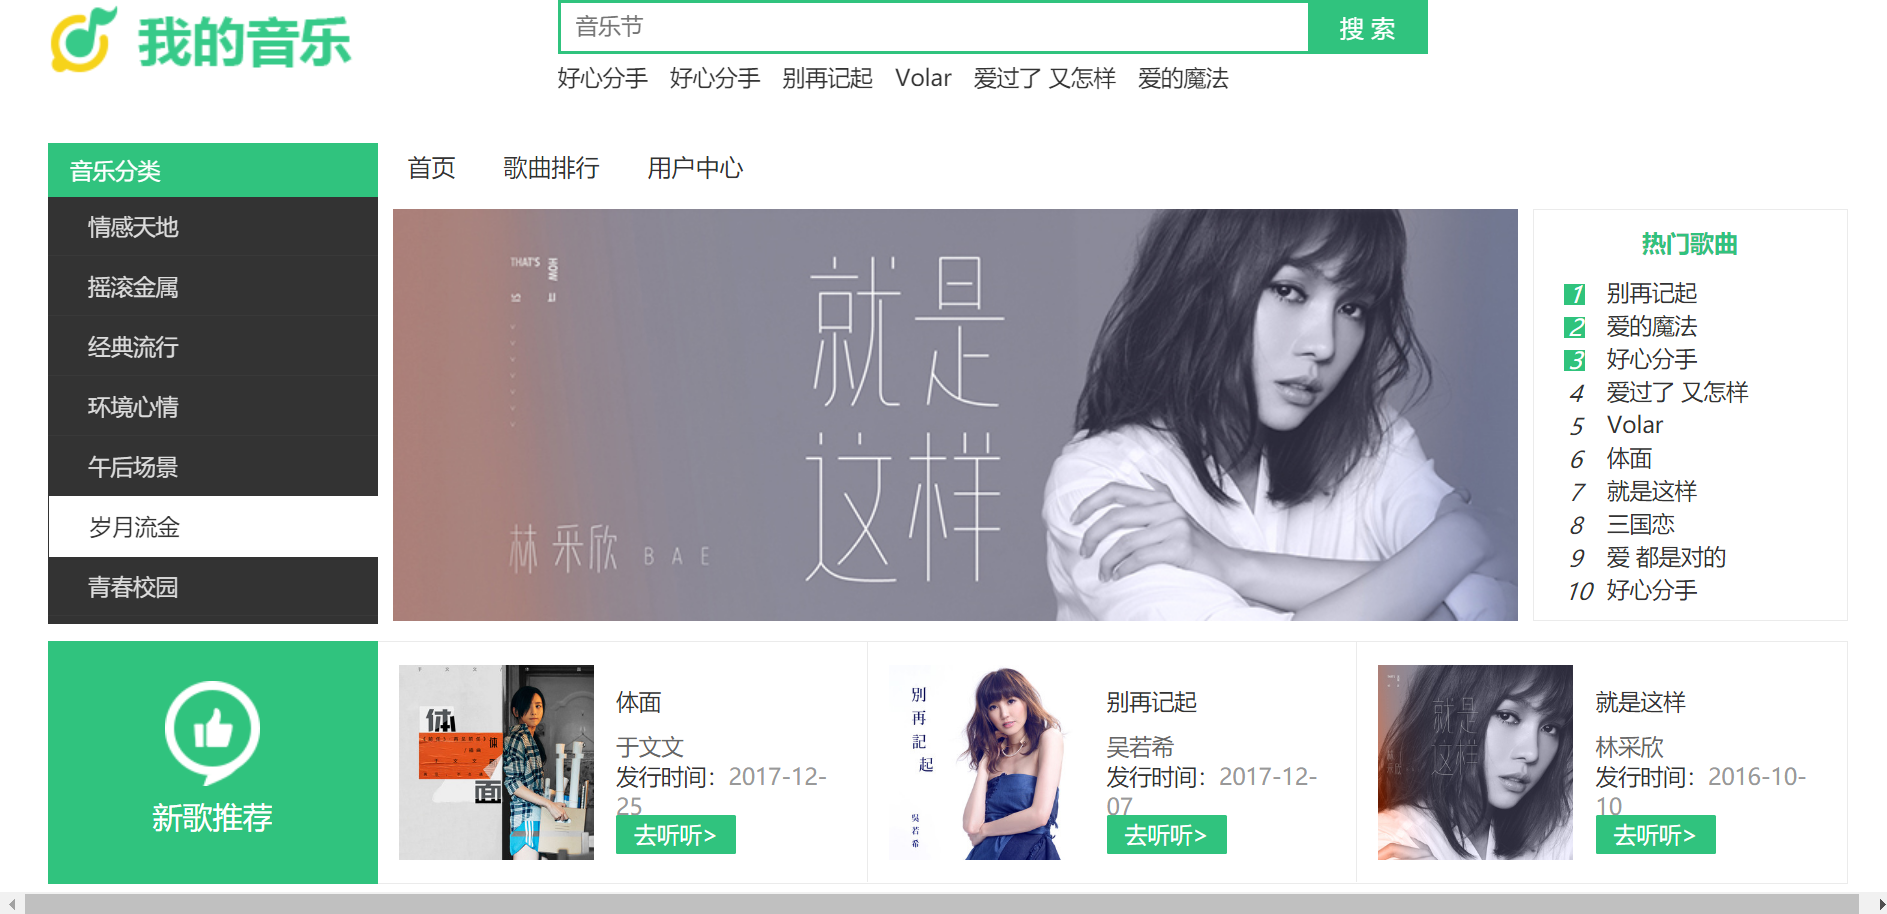 我的音乐
音乐节
搜 索
好心分手 好心分手 别再记起 Volar 爱过了 又怎样 爱的魔法
音乐分类
首页 歌曲排行 用户中心
情感天地
摇滚金属
经典流行
环境心情
午后场景
岁月流金
青春校园
THAT'S HOW IT IS
就是
这样
林采欣 BAE
热门歌曲
1 别再记起
2 爱的魔法
3 好心分手
4 爱过了 又怎样
5 Volar
6 体面
7 就是这样
8 三国恋
9 爱 都是对的
10 好心分手
新歌推荐
体面
体面
于文文
发行时间：2017-12-
25
去听听>
別再記起
吳若希
别再记起
吴若希
发行时间：2017-12-
07
去听听>
就是
这样
林采欣
就是这样
林采欣
发行时间：2016-10-
10
去听听>